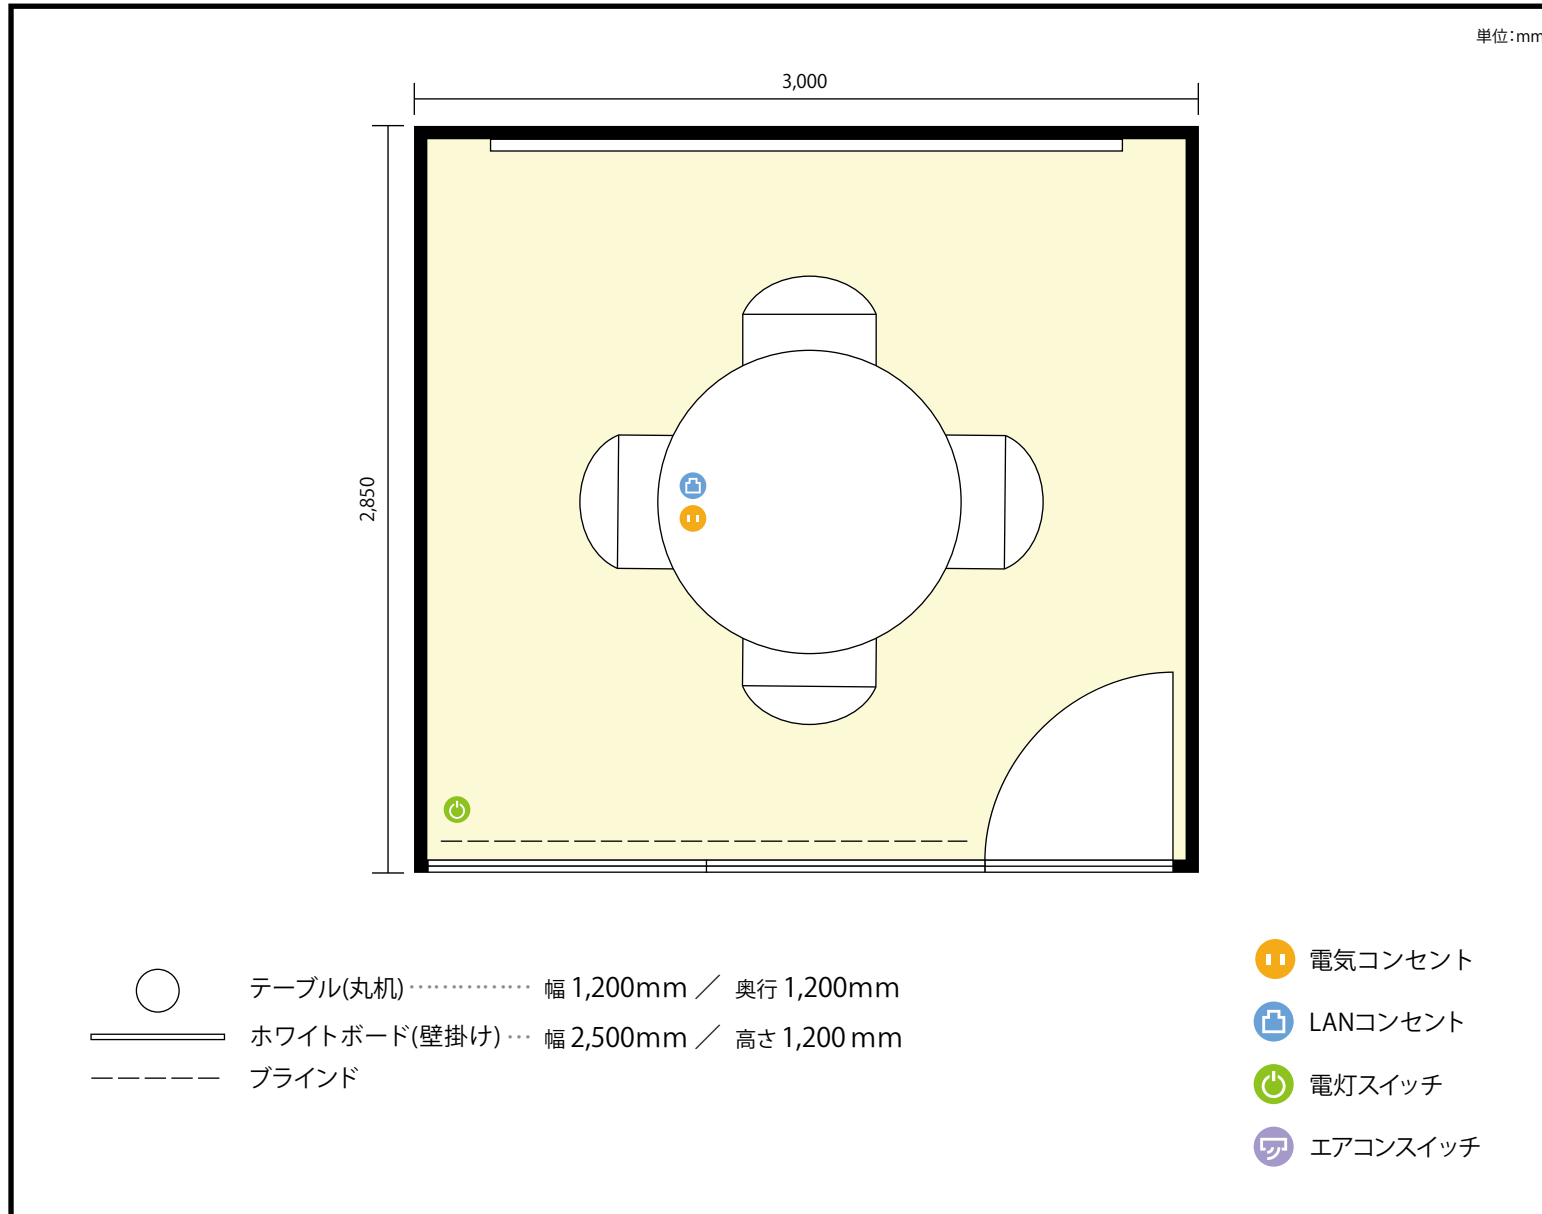 単位：mm
3,000
2,850
テーブル(丸机)…………… 幅 1,200mm ／ 奥行 1,200mm
ホワイトボード(壁掛け)… 幅 2,500mm ／ 高さ 1,200 mm
ブラインド
電気コンセント
LANコンセント
電灯スイッチ
エアコンスイッチ